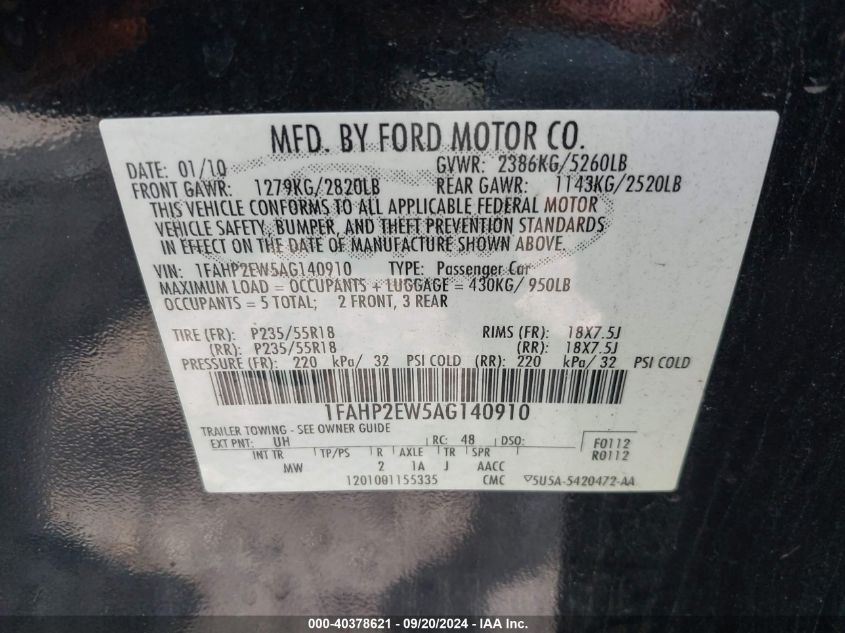 MFD. BY FORD MOTOR CO.
DATE: 01/10 GVWR: 2386KG/5260LB
FRONT GAWR: 1279KG/2820LB REAR GAWR: 1143KG/2520LB
THIS VEHICLE CONFORMS TO ALL APPLICABLE FEDERAL MOTOR
VEHICLE SAFETY, BUMPER, AND THEFT PREVENTION STANDARDS
IN EFFECT ON THE DATE OF MANUFACTURE SHOWN ABOVE.
VIN: 1FAHP2EW5AG140910 TYPE: Passenger Car
MAXIMUM LOAD = OCCUPANTS + LUGGAGE = 430KG/ 950LB
OCCUPANTS = 5 TOTAL; 2 FRONT, 3 REAR
TIRE (FR): P235/55R18 RIMS (FR): 18X7.5J
(RR): P235/55R18 (RR): 18X7.5J
PRESSURE (FR): 220 kPa/ 32 PSI COLD (RR): 220 kPa/ 32 PSI COLD
1FAHP2EW5AG140910
TRAILER TOWING - SEE OWNER GUIDE
EXT PNT: UH RC: 48 DSO: F0112
INT TR TP/PS R AXLE TR SPR R0112
MW 2 1A J AACC
1201001155335 CMC ▽5U5A-5420472-AA
000-40378621 - 09/20/2024 - IAA Inc.